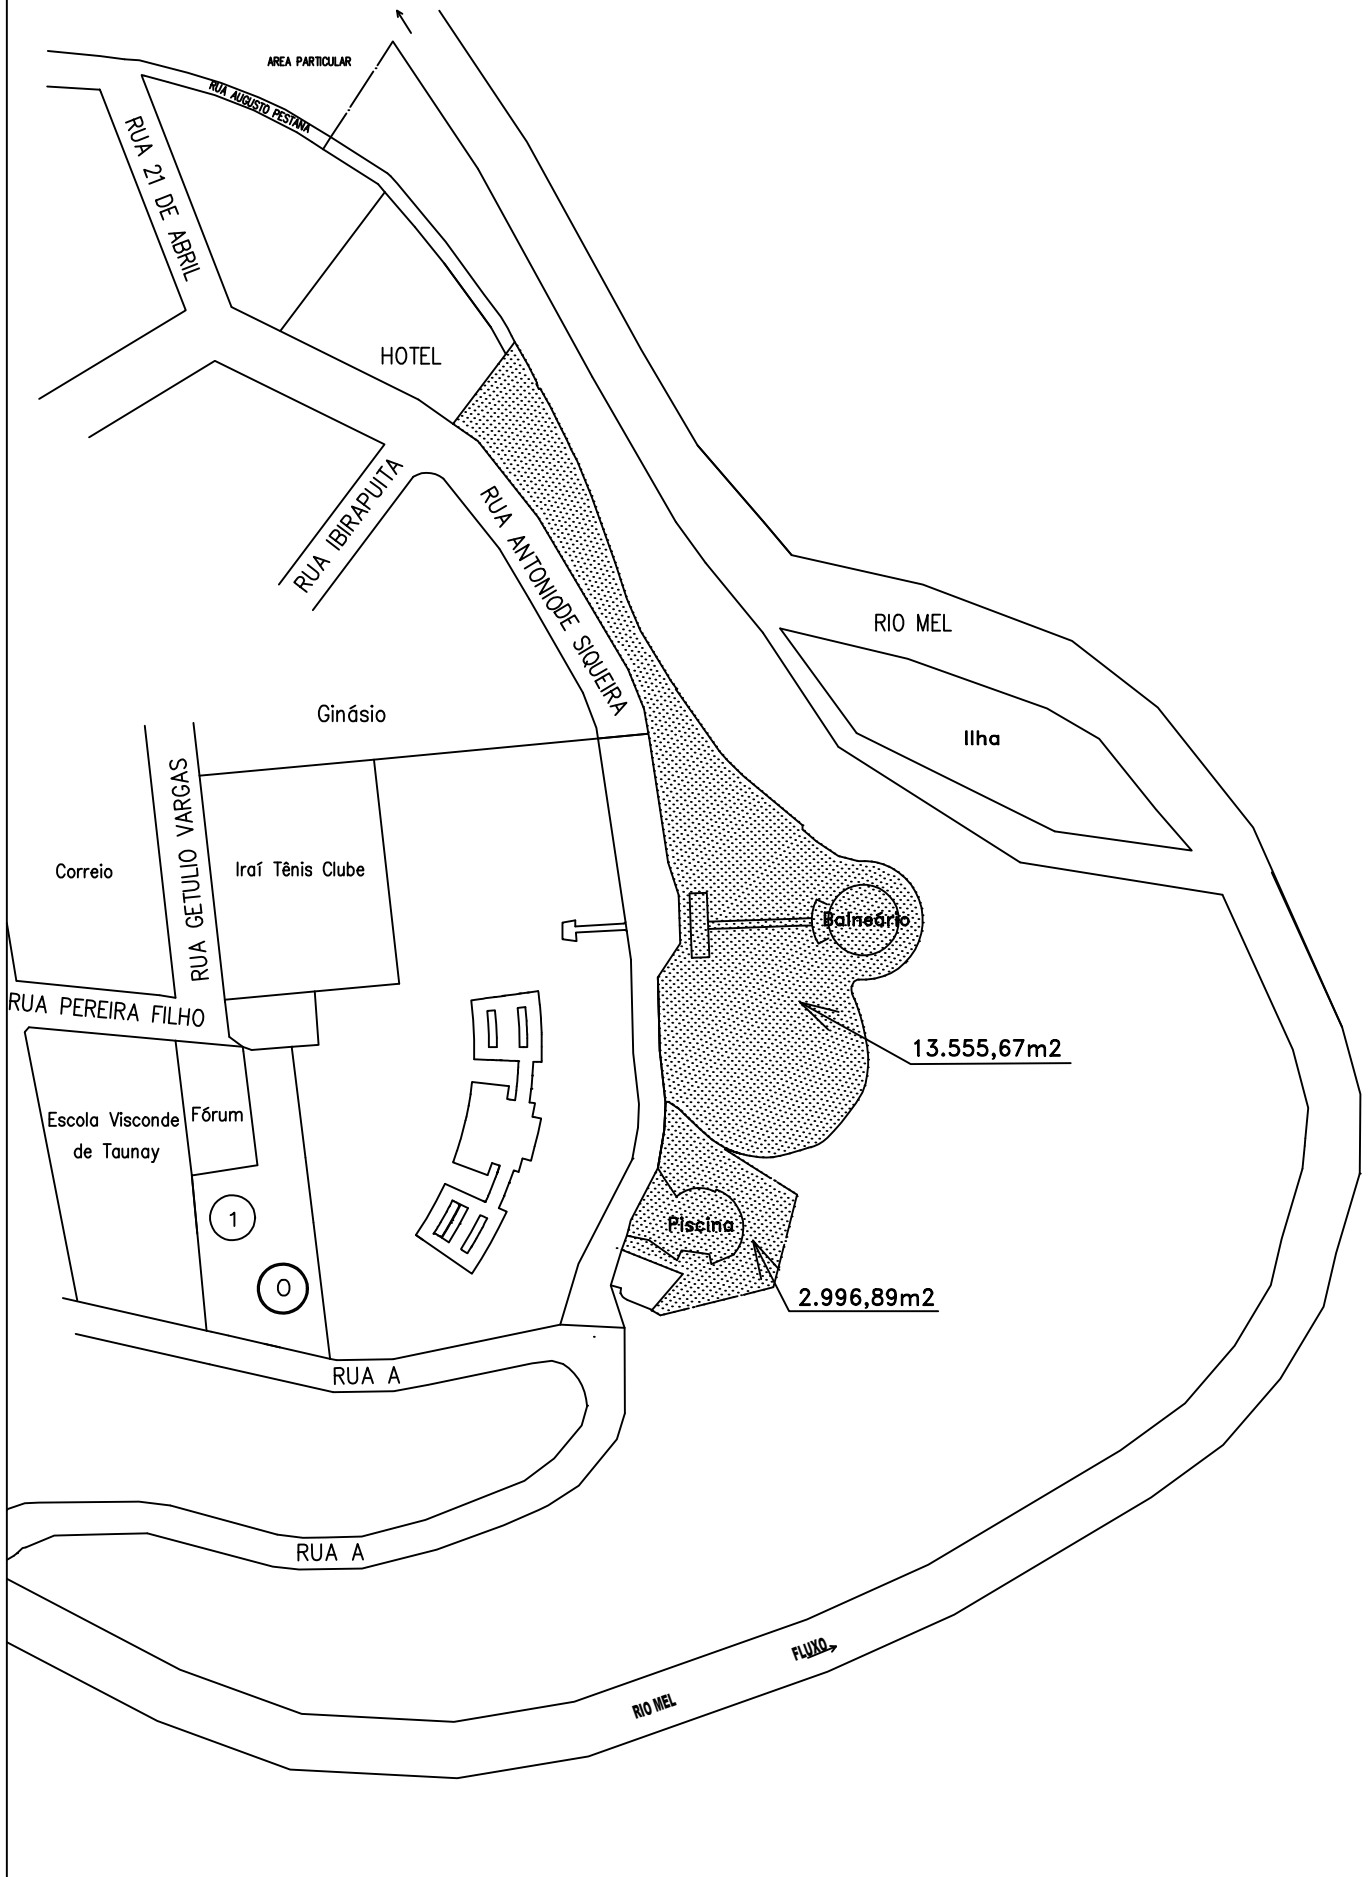 AREA PARTICULAR
RUA AUGUSTO PESTANA
RUA 21 DE ABRIL
HOTEL
RUA IBIRAPUITA
RUA ANTONIODE SIQUEIRA
RIO MEL
Ilha
Ginásio
RUA GETULIO VARGAS
Correio
Iraí Tênis Clube
Balneário
RUA PEREIRA FILHO
13.555,67m2
Escola Visconde
de Taunay
Fórum
1
Piscina
O
2.996,89m2
RUA A
RUA A
FLUXO
RIO MEL